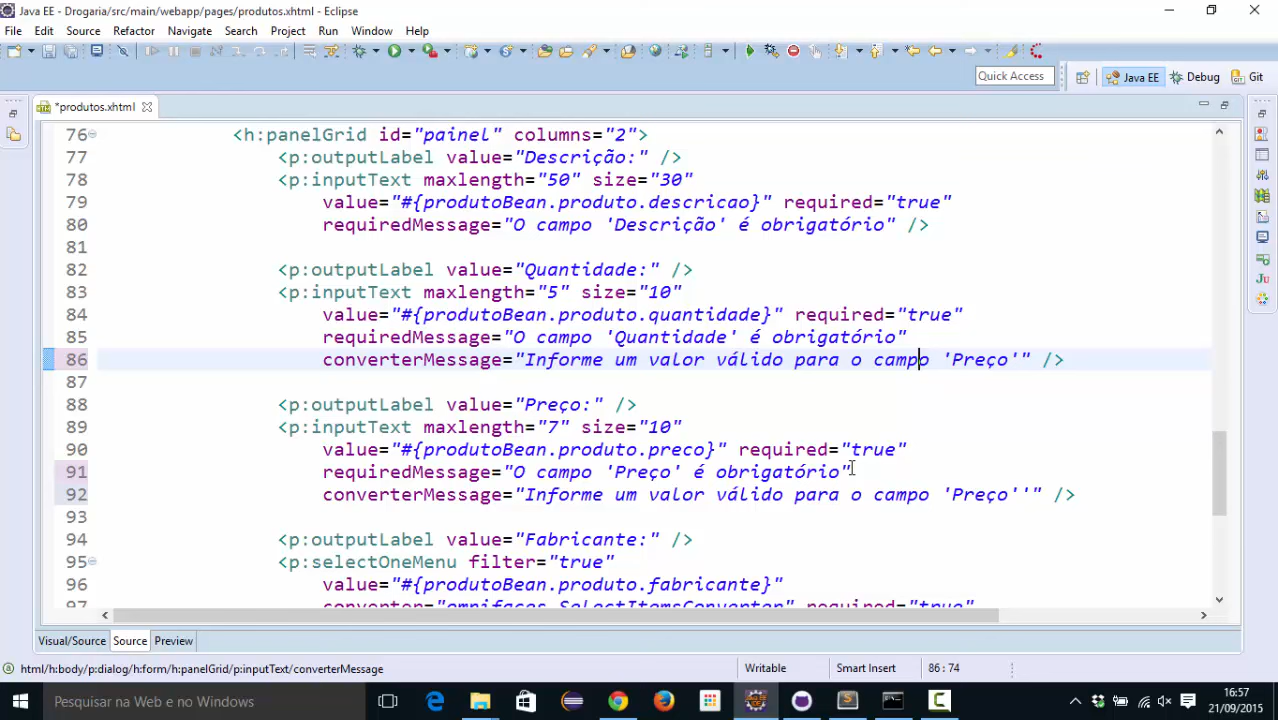 Java EE - Drogaria/src/main/webapp/pages/produtos.xhtml - Eclipse
File Edit Source Refactor Navigate Search Project Run Window Help
Quick Access Java EE Debug Git
*produtos.xhtml
76 <h:panelGrid id="painel" columns="2">
77 <p:outputLabel value="Descrição:" />
78 <p:inputText maxlength="50" size="30"
79 value="#{produtoBean.produto.descricao}" required="true"
80 requiredMessage="O campo 'Descrição' é obrigatório" />
81
82 <p:outputLabel value="Quantidade:" />
83 <p:inputText maxlength="5" size="10"
84 value="#{produtoBean.produto.quantidade}" required="true"
85 requiredMessage="O campo 'Quantidade' é obrigatório"
86 converterMessage="Informe um valor válido para o campo 'Preço'" />
87
88 <p:outputLabel value="Preço:" />
89 <p:inputText maxlength="7" size="10"
90 value="#{produtoBean.produto.preco}" required="true"
91 requiredMessage="O campo 'Preço' é obrigatório"
92 converterMessage="Informe um valor válido para o campo 'Preço''" />
93
94 <p:outputLabel value="Fabricante:" />
95 <p:selectOneMenu filter="true"
96 value="#{produtoBean.produto.fabricante}"
97 converter="omnifaces.SelectItemsConverter" required="true"
Visual/Source Source Preview
html/h:body/p:dialog/h:form/h:panelGrid/p:inputText/converterMessage Writable Smart Insert 86 : 74
Pesquisar na Web e no Windows
16:57
21/09/2015